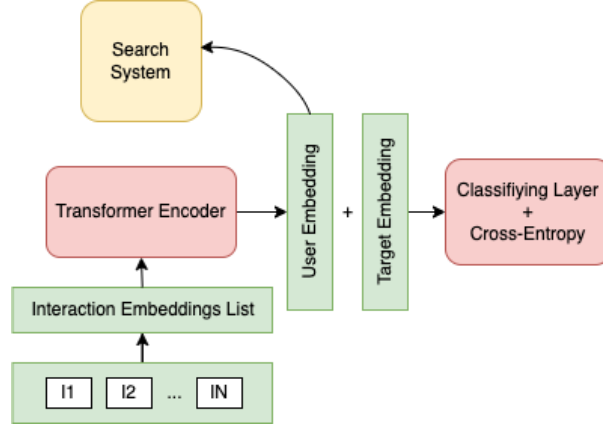 Search
System
Transformer Encoder
User Embedding
+
Target Embedding
Classifiying Layer
+
Cross-Entropy
Interaction Embeddings List
I1 I2 ... IN